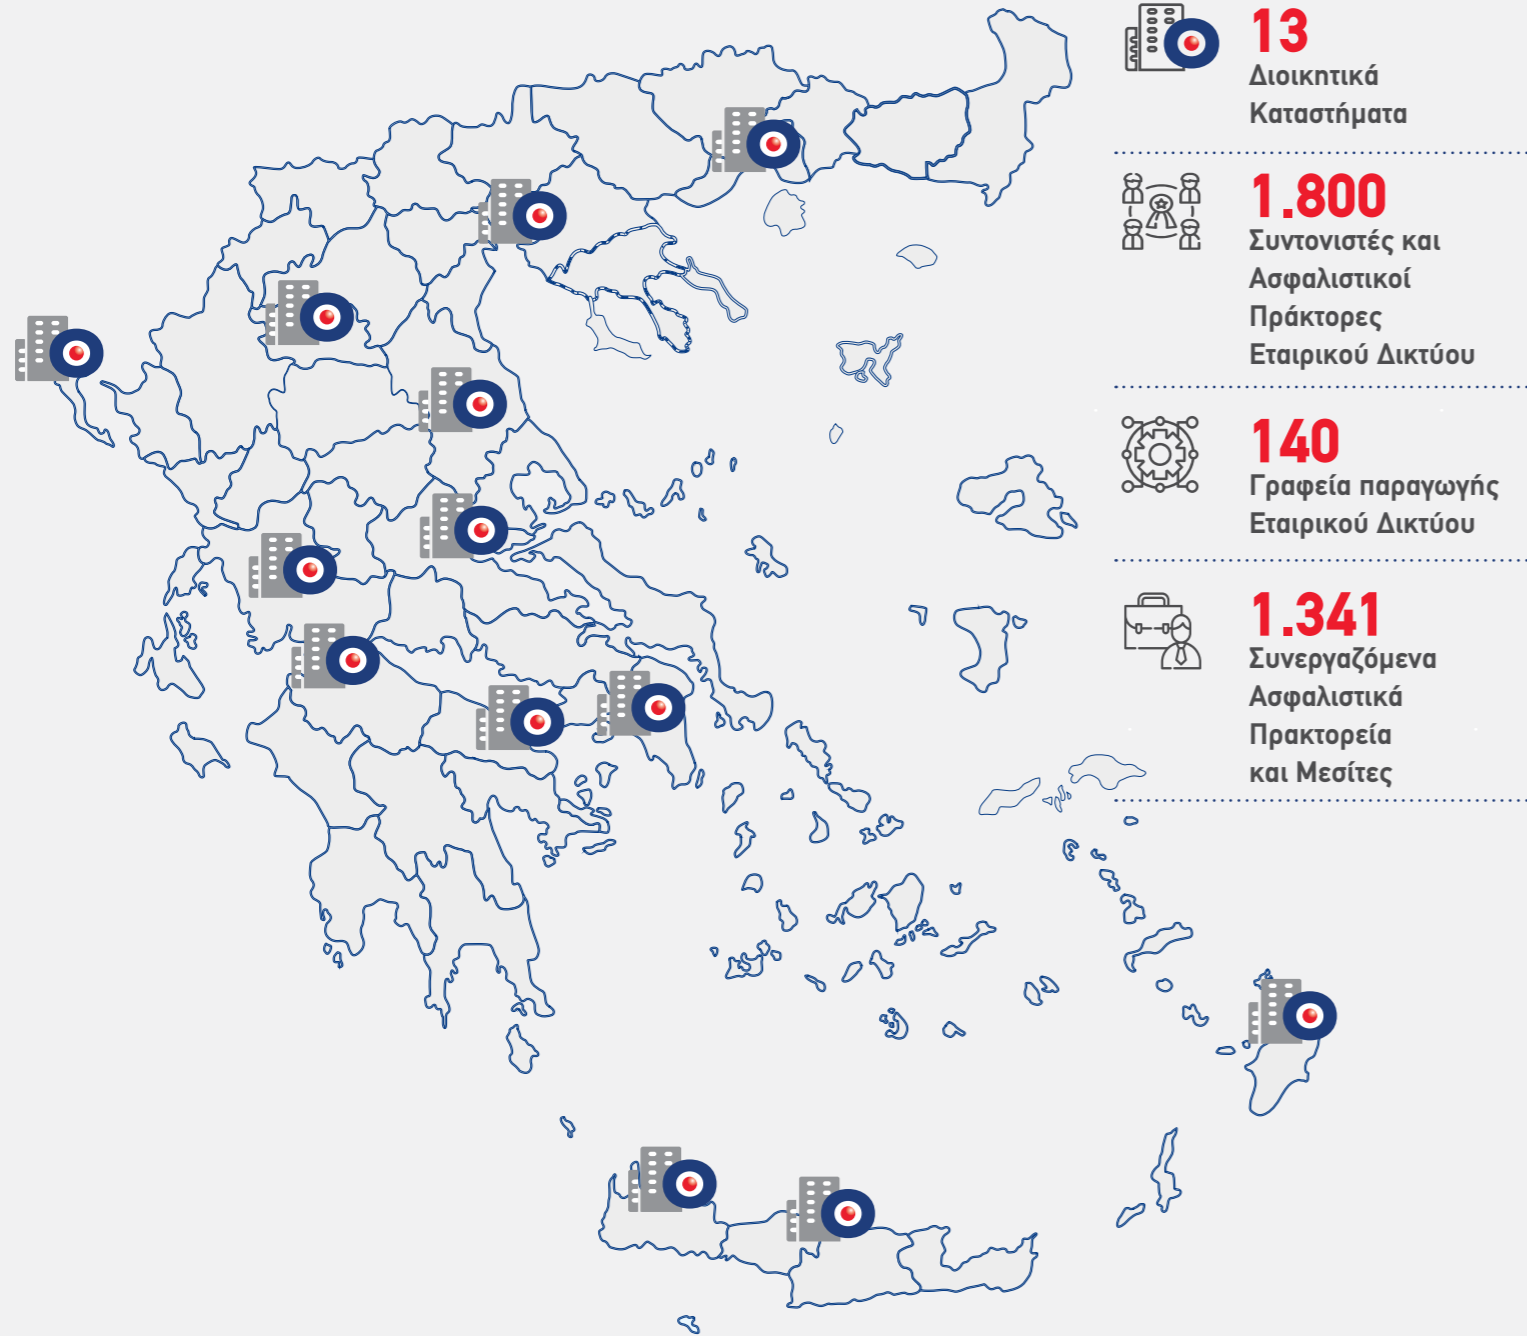 13
Διοικητικά
Καταστήματα
1.800
Συντονιστές και
Ασφαλιστικοί
Πράκτορες
Εταιρικού Δικτύου
140
Γραφεία παραγωγής
Εταιρικού Δικτύου
1.341
Συνεργαζόμενα
Ασφαλιστικά
Πρακτορεία
και Μεσίτες